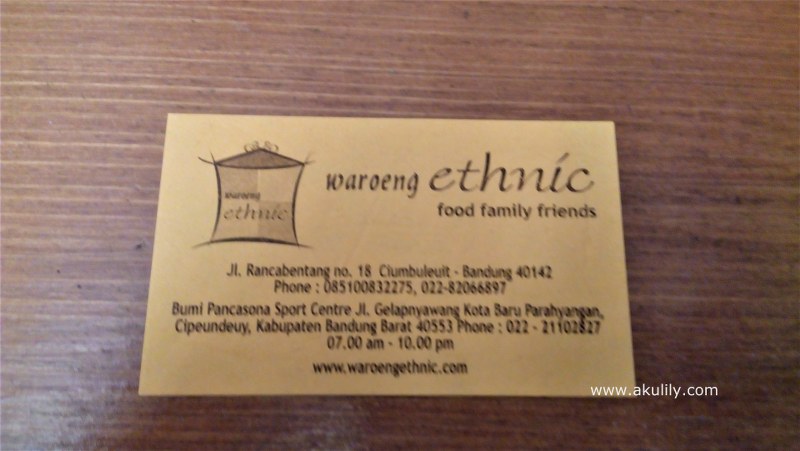 waroeng
ethnic
waroeng ethnic
food family friends
Jl. Rancabentang no. 18 Ciumbuleuit - Bandung 40142
Phone : 085100832275, 022-82066897
Bumi Pancasona Sport Centre Jl. Gelapnyawang Kota Baru Parahyangan,
Cipeundeuy, Kabupaten Bandung Barat 40553 Phone : 022 - 21102827
07.00 am - 10.00 pm
www.waroengethnic.com
www.akulily.com